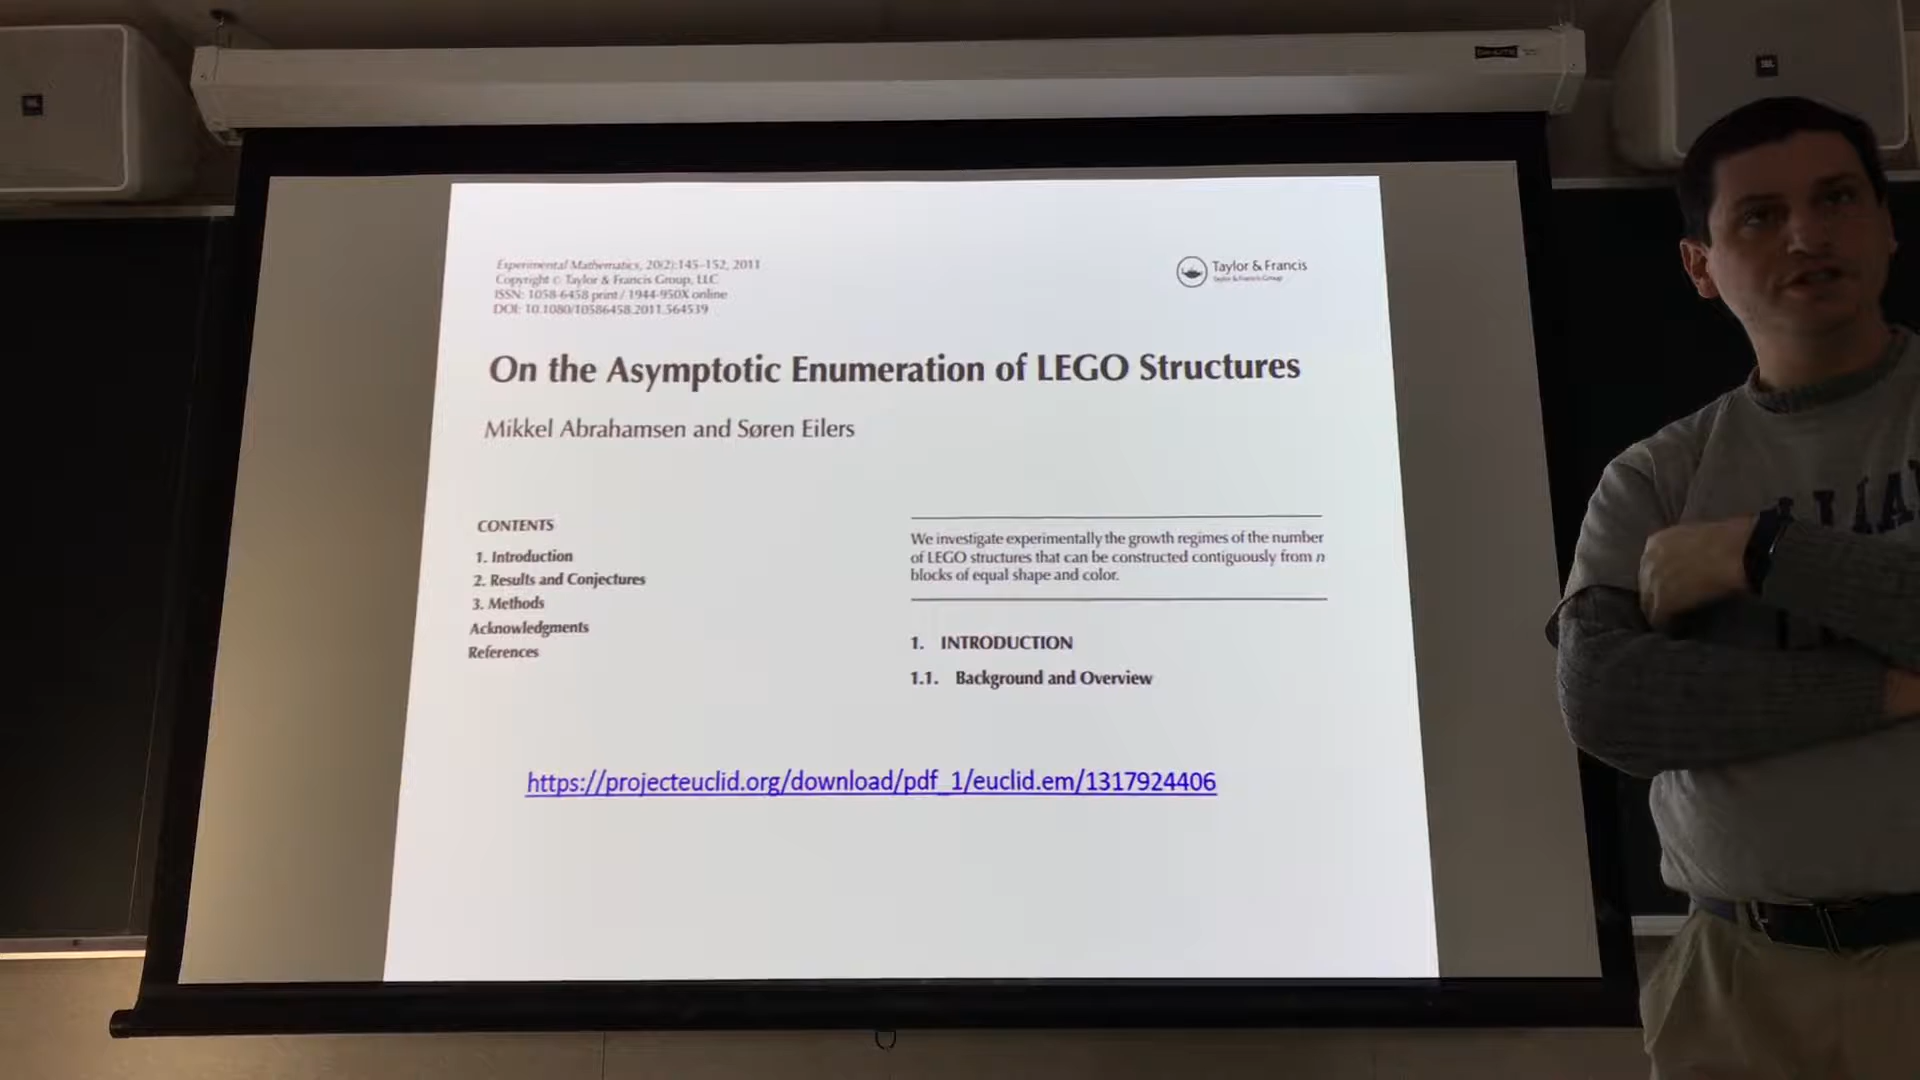 Experimental Mathematics, 20(2):145–152, 2011
Copyright © Taylor & Francis Group, LLC
ISSN: 1058-6458 print / 1944-950X online
DOI: 10.1080/10586458.2011.564539
Taylor & Francis
Taylor & Francis Group
On the Asymptotic Enumeration of LEGO Structures
Mikkel Abrahamsen and Søren Eilers
CONTENTS
1. Introduction
2. Results and Conjectures
3. Methods
Acknowledgments
References
We investigate experimentally the growth regimes of the number
of LEGO structures that can be constructed contiguously from n
blocks of equal shape and color.
1. INTRODUCTION
1.1. Background and Overview
https://projecteuclid.org/download/pdf_1/euclid.em/1317924406
JBL